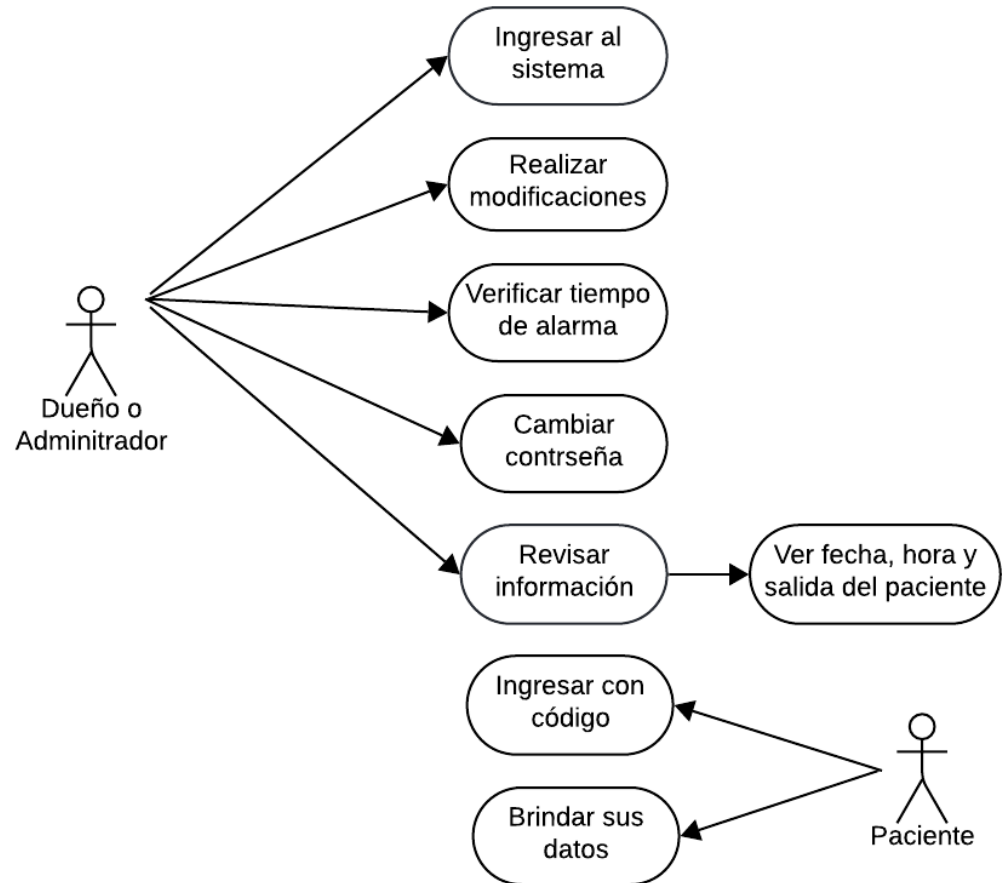 Ingresar al
sistema
Realizar
modificaciones
Verificar tiempo
de alarma
Dueño o
Adminitrador
Cambiar
contrseña
Revisar
información
Ver fecha, hora y
salida del paciente
Ingresar con
código
Brindar sus
datos
Paciente